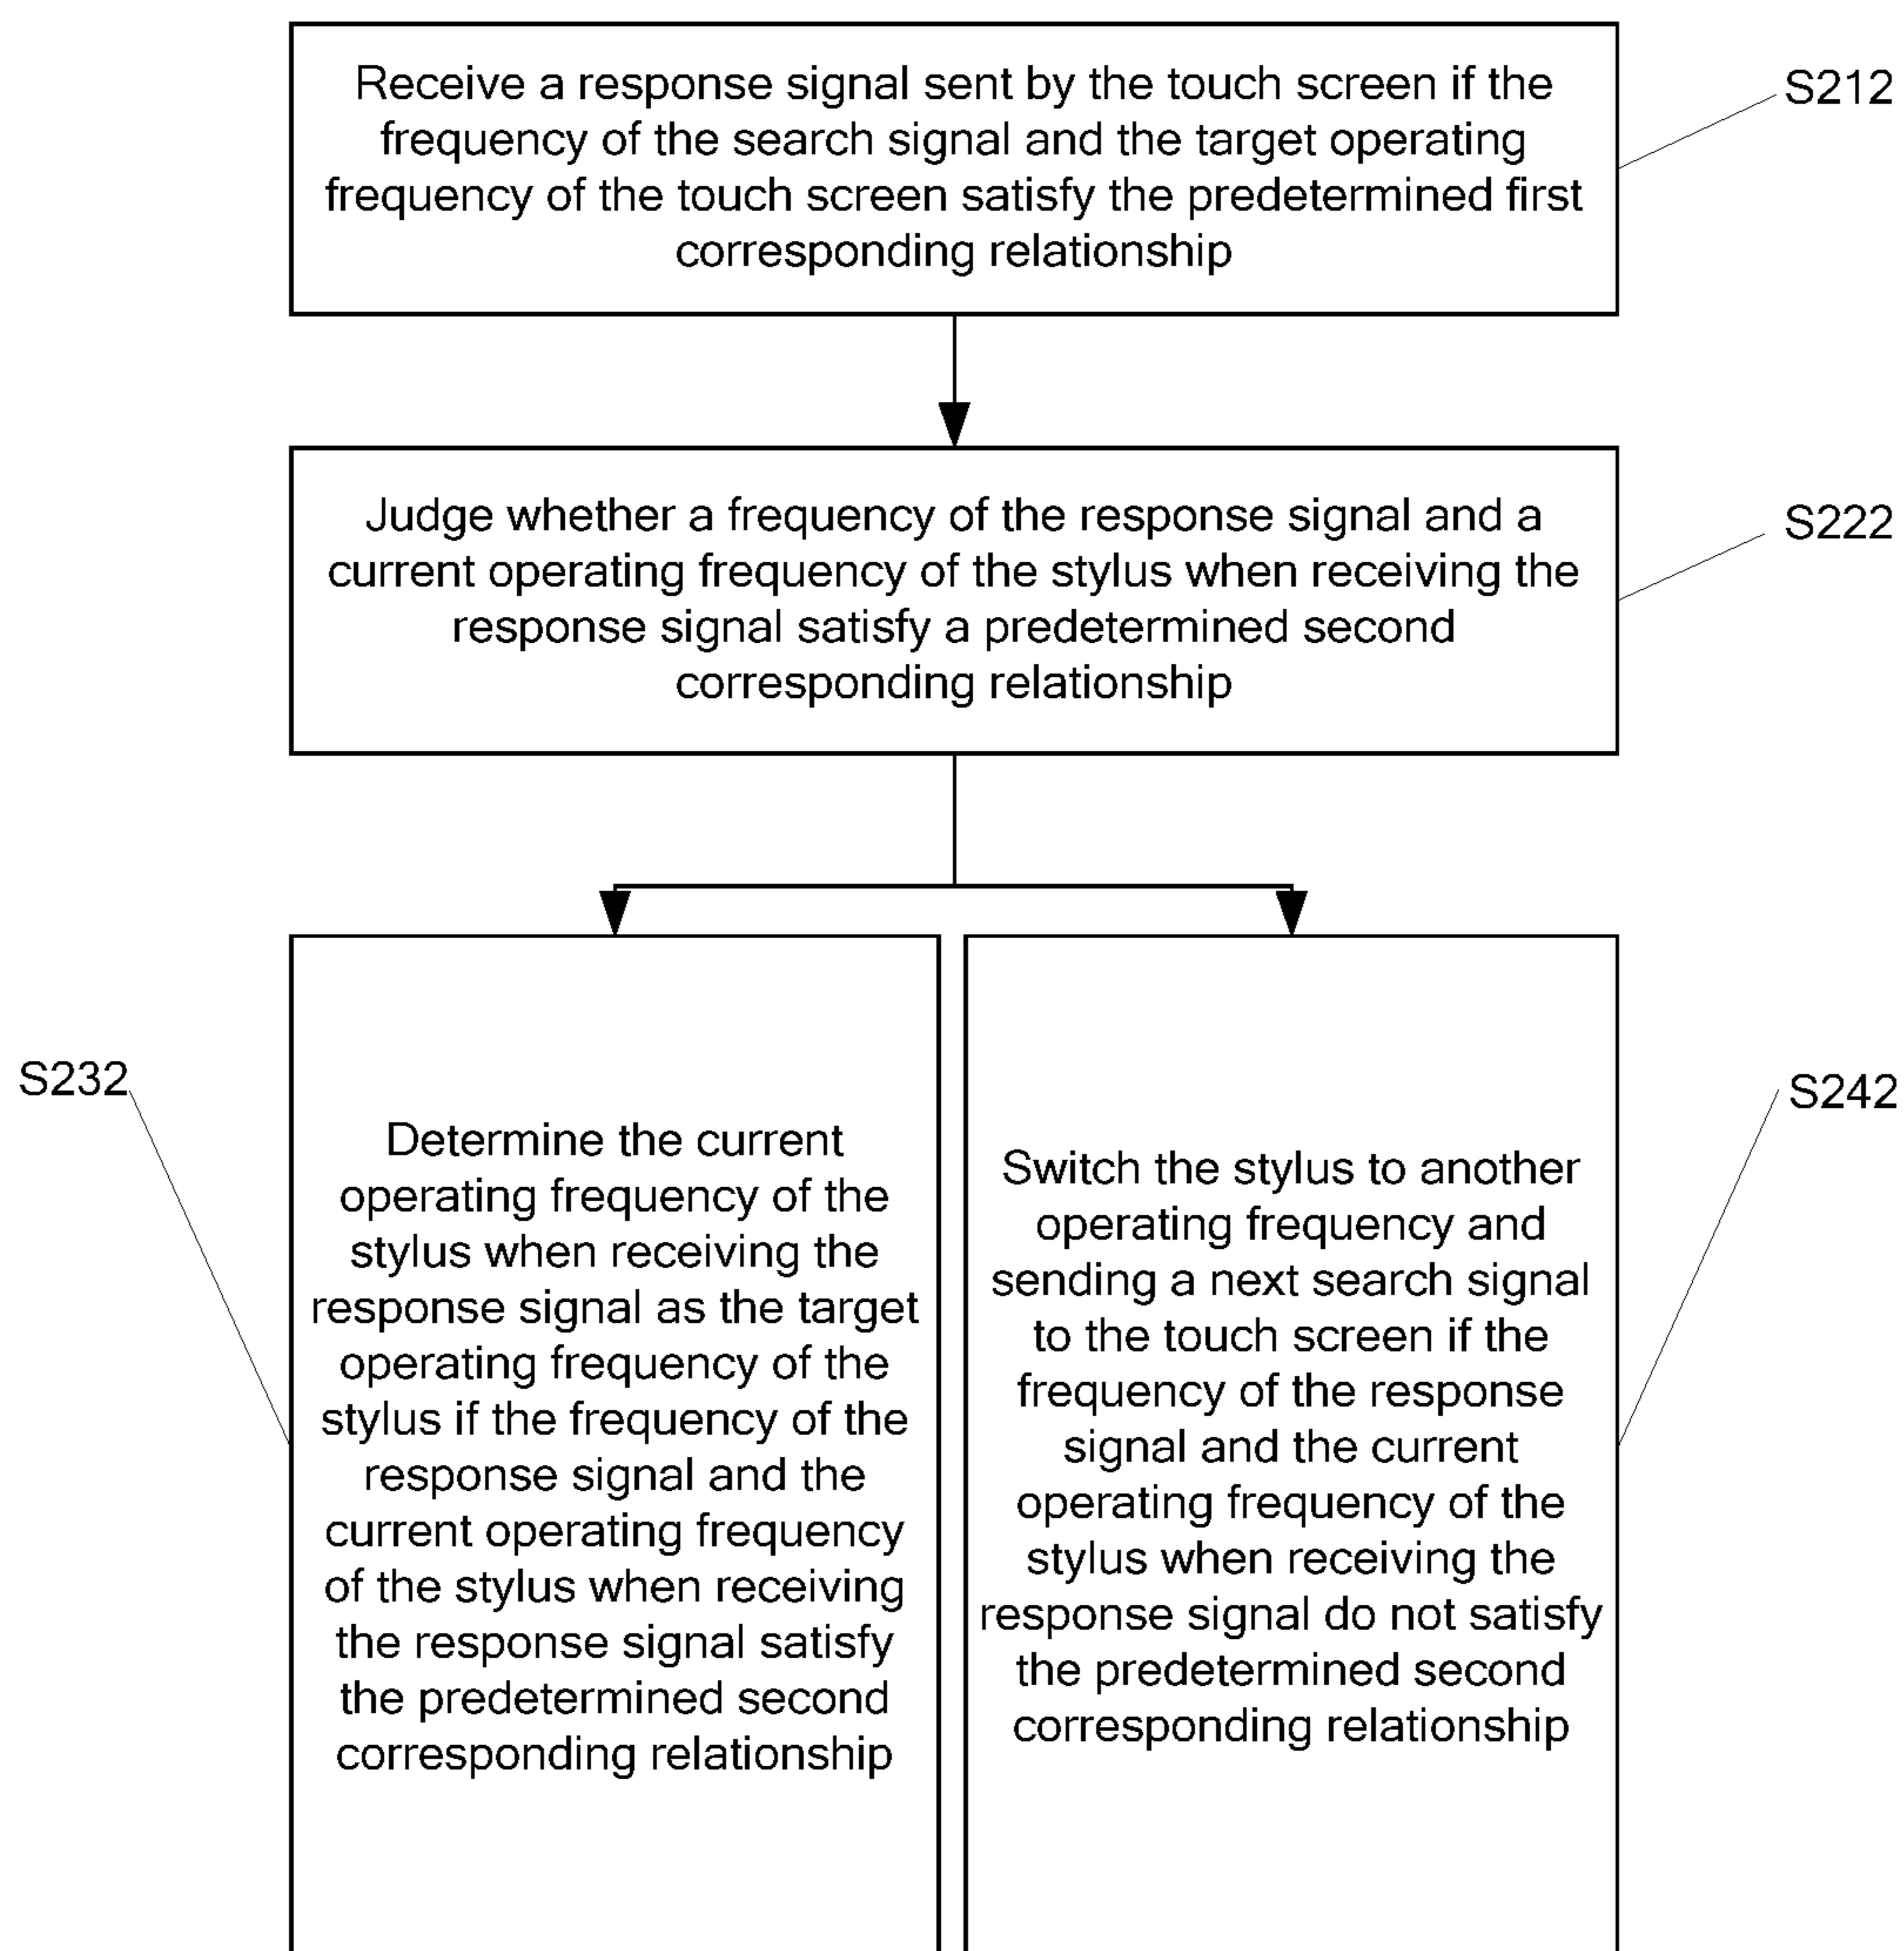 Receive a response signal sent by the touch screen if the
frequency of the search signal and the target operating
frequency of the touch screen satisfy the predetermined first
corresponding relationship
S212
Judge whether a frequency of the response signal and a
current operating frequency of the stylus when receiving the
response signal satisfy a predetermined second
corresponding relationship
S222
S232
Determine the current
operating frequency of the
stylus when receiving the
response signal as the target
operating frequency of the
stylus if the frequency of the
response signal and the
current operating frequency
of the stylus when receiving
the response signal satisfy
the predetermined second
corresponding relationship
Switch the stylus to another
operating frequency and
sending a next search signal
to the touch screen if the
frequency of the response
signal and the current
operating frequency of the
stylus when receiving the
response signal do not satisfy
the predetermined second
corresponding relationship
S242